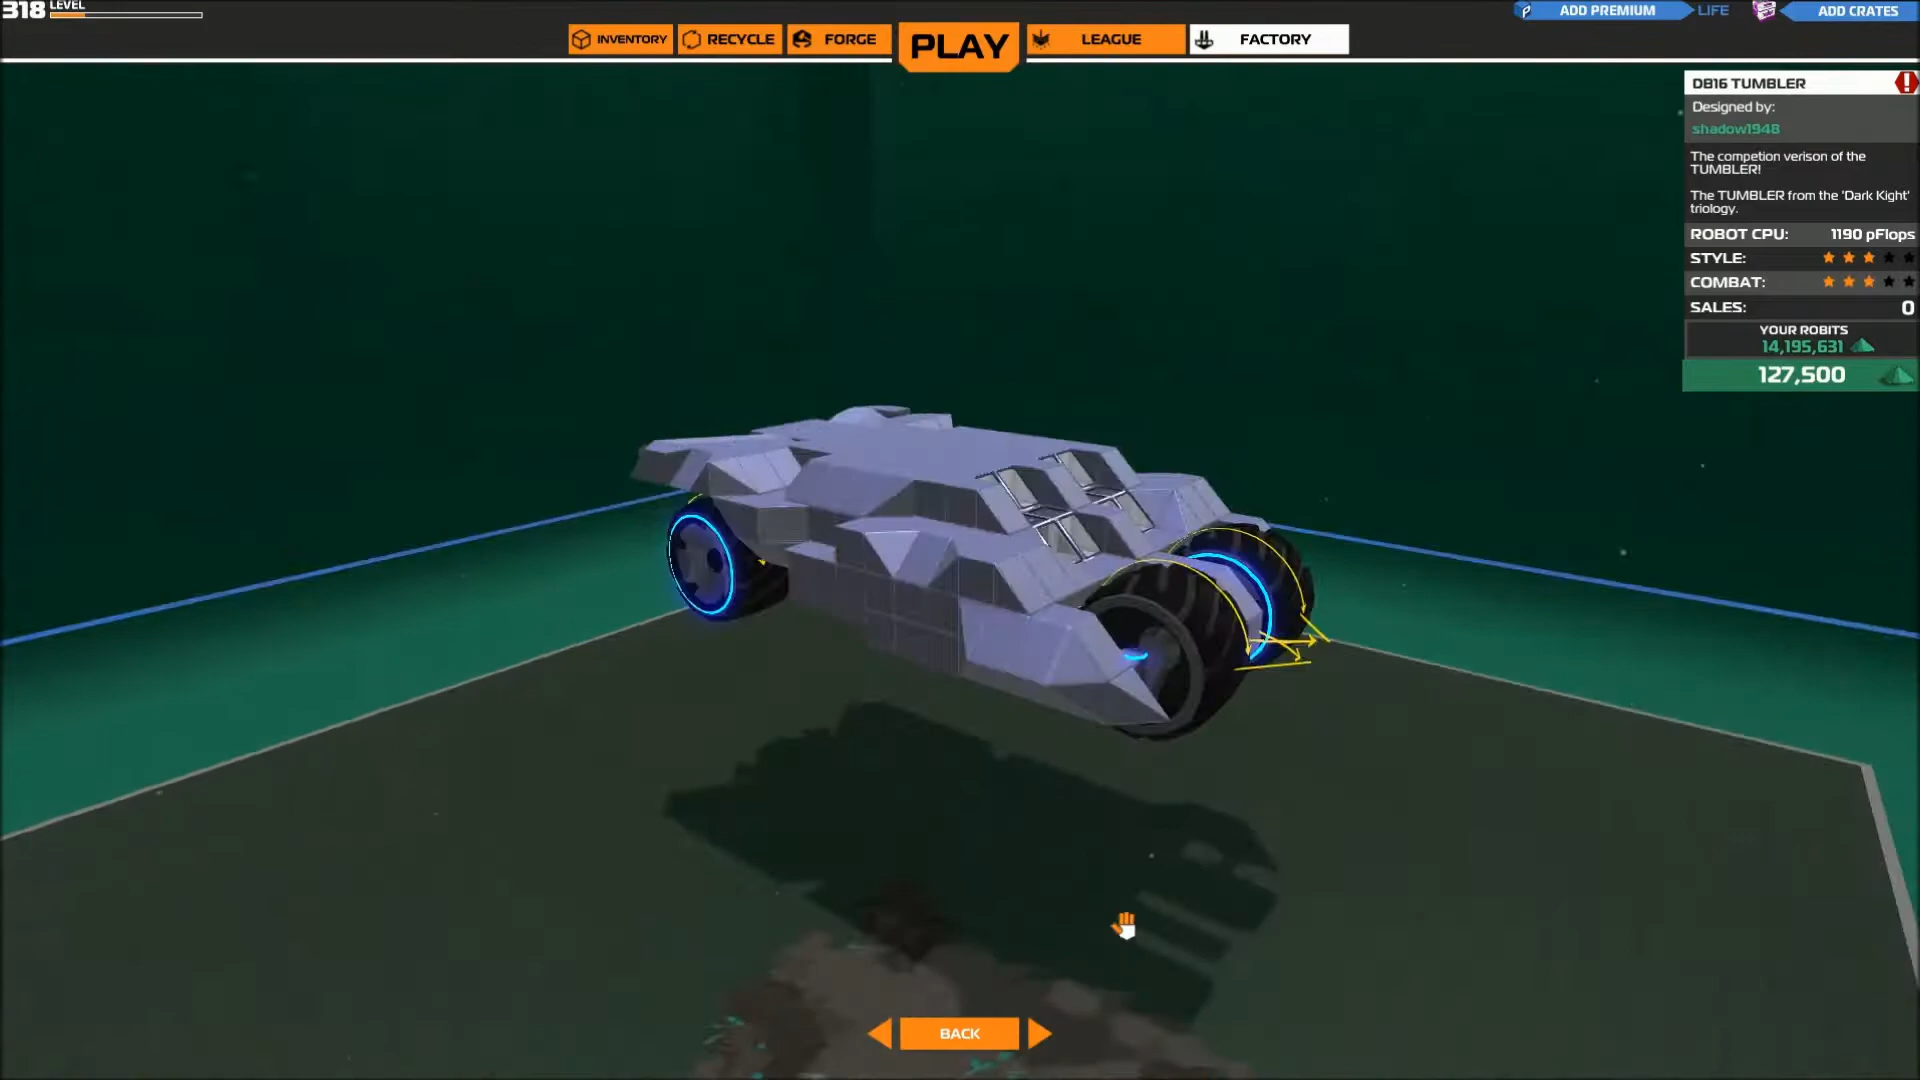 318 LEVEL
ADD PREMIUM LIFE ADD CRATES
INVENTORY RECYCLE FORGE PLAY LEAGUE FACTORY
DB16 TUMBLER
Designed by:
shadow1948
The competion verison of the
TUMBLER!
The TUMBLER from the 'Dark Kight'
triology.
ROBOT CPU: 1190 pFlops
STYLE:
COMBAT:
SALES: 0
YOUR ROBITS
14,195,631
127,500
BACK